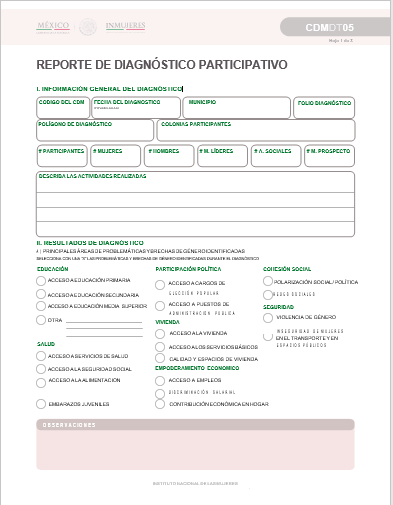 MÉXICO
INMUJERES
CDMDT05
Hoja 1 de 2
REPORTE DE DIAGNÓSTICO PARTICIPATIVO
I. INFORMACIÓN GENERAL DEL DIAGNÓSTICO
CODIGO DEL CDM
FECHA DEL DIAGNOSTICO
MUNICIPIO
FOLIO DIAGNÓSTICO
POLÍGONO DE DIAGNÓSTICO
COLONIAS PARTICIPANTES
# PARTICIPANTES
# MUJERES
# HOMBRES
# M. LÍDERES
# A. SOCIALES
# M. PROSPECTO
DESCRIBA LAS ACTIVIDADES REALIZADAS
II. RESULTADOS DE DIAGNÓSTICO
PRINCIPALES ÁREAS DE PROBLEMÁTICAS Y BRECHAS DE GÉNERO IDENTIFICADAS
SELECCIONA CON UNA "X" LAS PROBLEMÁTICAS Y BRECHAS DE GÉNERO IDENTIFICADAS DURANTE EL DIAGNÓSTICO
EDUCACIÓN
ACCESO A EDUCACIÓN PRIMARIA
ACCESO A EDUCACIÓN SECUNDARIA
ACCESO A EDUCACIÓN MEDIA SUPERIOR
OTRA
SALUD
ACCESO A SERVICIOS DE SALUD
ACCESO A LA SEGURIDAD SOCIAL
ACCESO A LA ALIMENTACIÓN
EMBARAZOS JUVENILES
PARTICIPACIÓN POLÍTICA
ACCESO A CARGOS DE
ELECCIÓN POPULAR
ACCESO A PUESTOS DE
ADMINISTRACIÓN PÚBLICA
VIVIENDA
ACCESO A LA VIVIENDA
ACCESO A LOS SERVICIOS BÁSICOS
CALIDAD Y ESPACIOS DE VIVIENDA
EMPODERAMIENTO ECONOMICO
ACCESO A EMPLEOS
DISCRIMINACIÓN SALARIAL
CONTRIBUCIÓN ECONÓMICA EN HOGAR
COHESIÓN SOCIAL
POLARIZACIÓN SOCIAL/ POLÍTICA
REDES SOCIALES
SEGURIDAD
VIOLENCIA DE GÉNERO
INSEGURIDAD DE MUJERES
EN EL TRANSPORTE Y EN
ESPACIOS PÚBLICOS
OBSERVACIONES
INSTITUTO NACIONAL DE LAS MUJERES